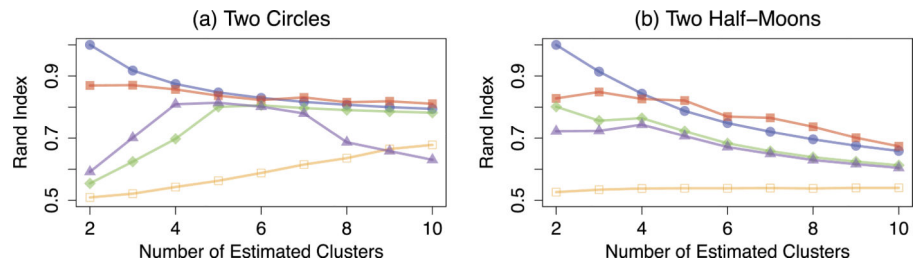 (a) Two Circles
Rand Index
0.5 0.7 0.9
2 4 6 8 10
Number of Estimated Clusters
(b) Two Half−Moons
Rand Index
0.5 0.7 0.9
2 4 6 8 10
Number of Estimated Clusters